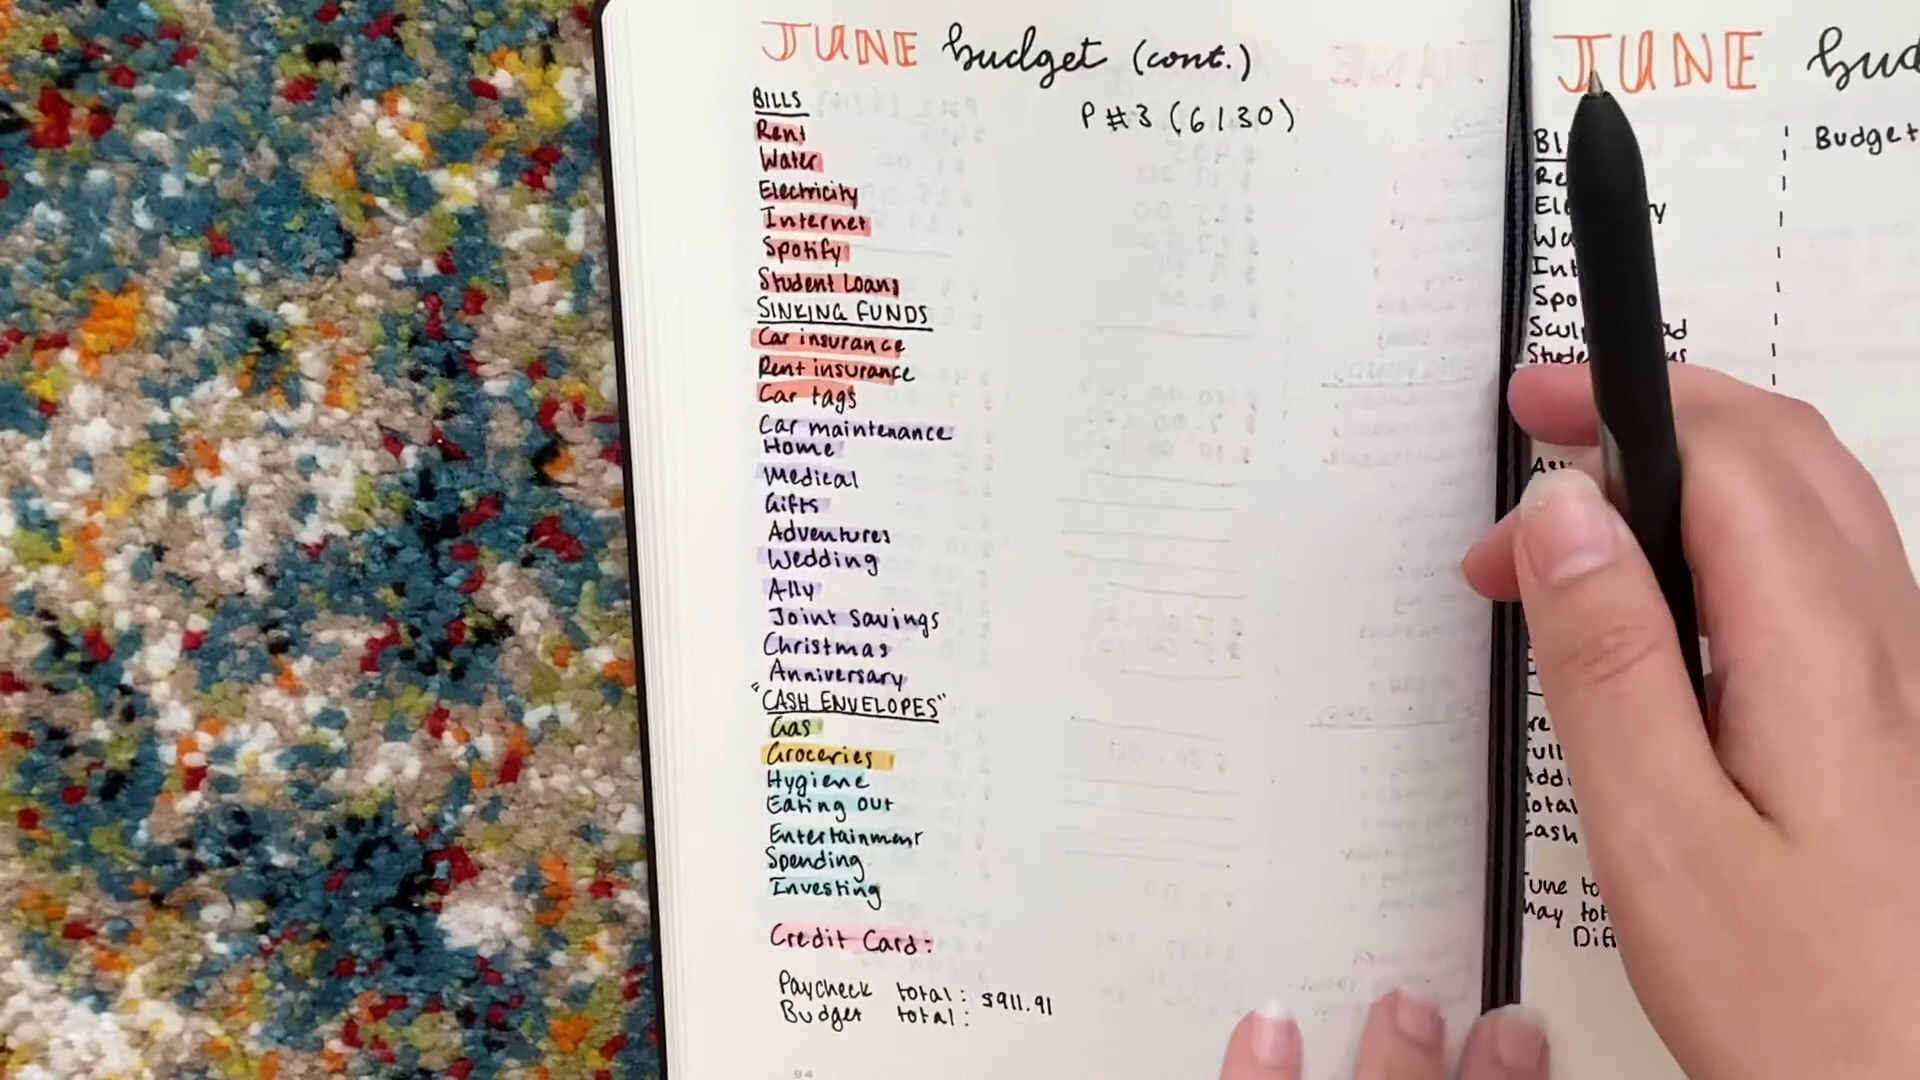 JUNE budget (cont.)
P #3 (6/30)
BILLS
Rent
Water
Electricity
Internet
Spotify
Student Loans
SINKING FUNDS
Car insurance
Rent insurance
Car tags
Car maintenance
Home
Medical
Gifts
Adventures
Wedding
Ally
Joint Savings
Christmas
Anniversary
"CASH ENVELOPES"
Gas
Groceries
Hygiene
Eating out
Entertainment
Spending
Investing
Credit Card:
Paycheck total: $911.91
Budget total:
94
JUNE bud
Budget